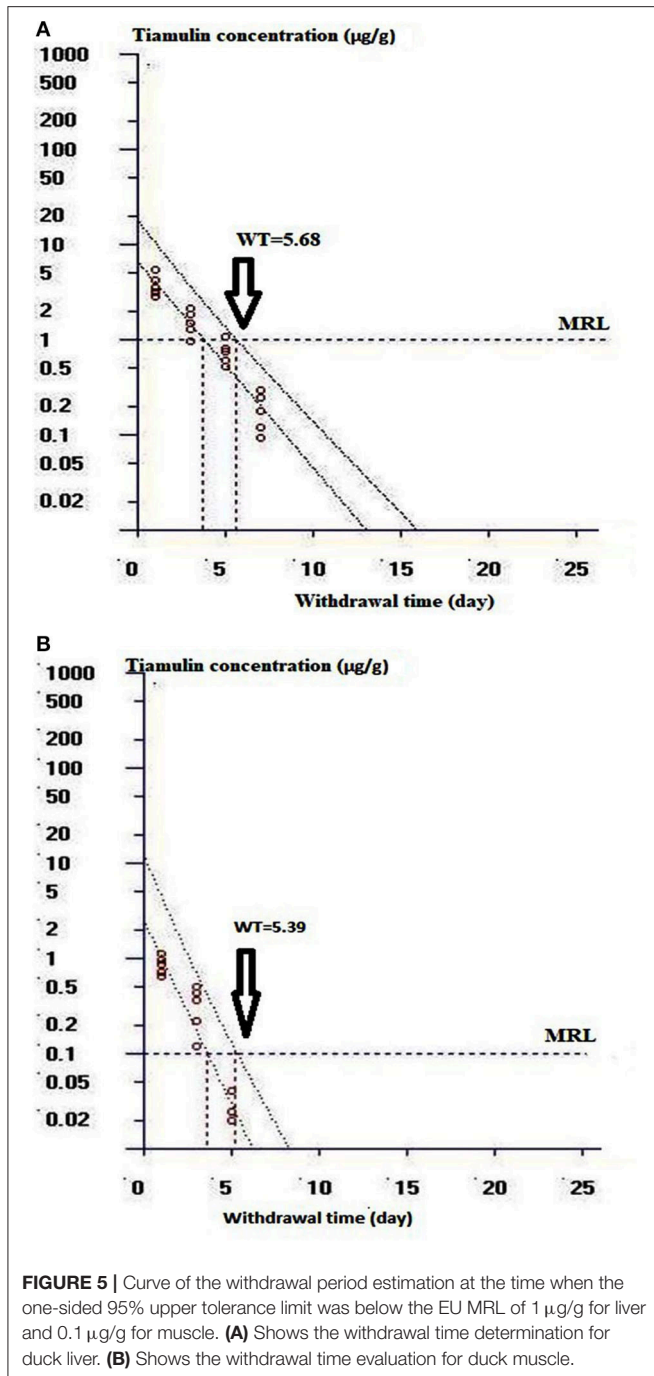 A
Tiamulin concentration (µg/g)
1000
500
200
100
50
20
10
5
2
1
0.5
0.2
0.1
0.05
0.02
WT=5.68
MRL
0 5 10 15 20 25
Withdrawal time (day)
B
Tiamulin concentration (µg/g)
1000
500
200
100
50
20
10
5
2
1
0.5
0.2
0.1
0.05
0.02
WT=5.39
MRL
0 5 10 15 20 25
Withdrawal time (day)
FIGURE 5 | Curve of the withdrawal period estimation at the time when the
one-sided 95% upper tolerance limit was below the EU MRL of 1 µg/g for liver
and 0.1 µg/g for muscle. (A) Shows the withdrawal time determination for
duck liver. (B) Shows the withdrawal time evaluation for duck muscle.